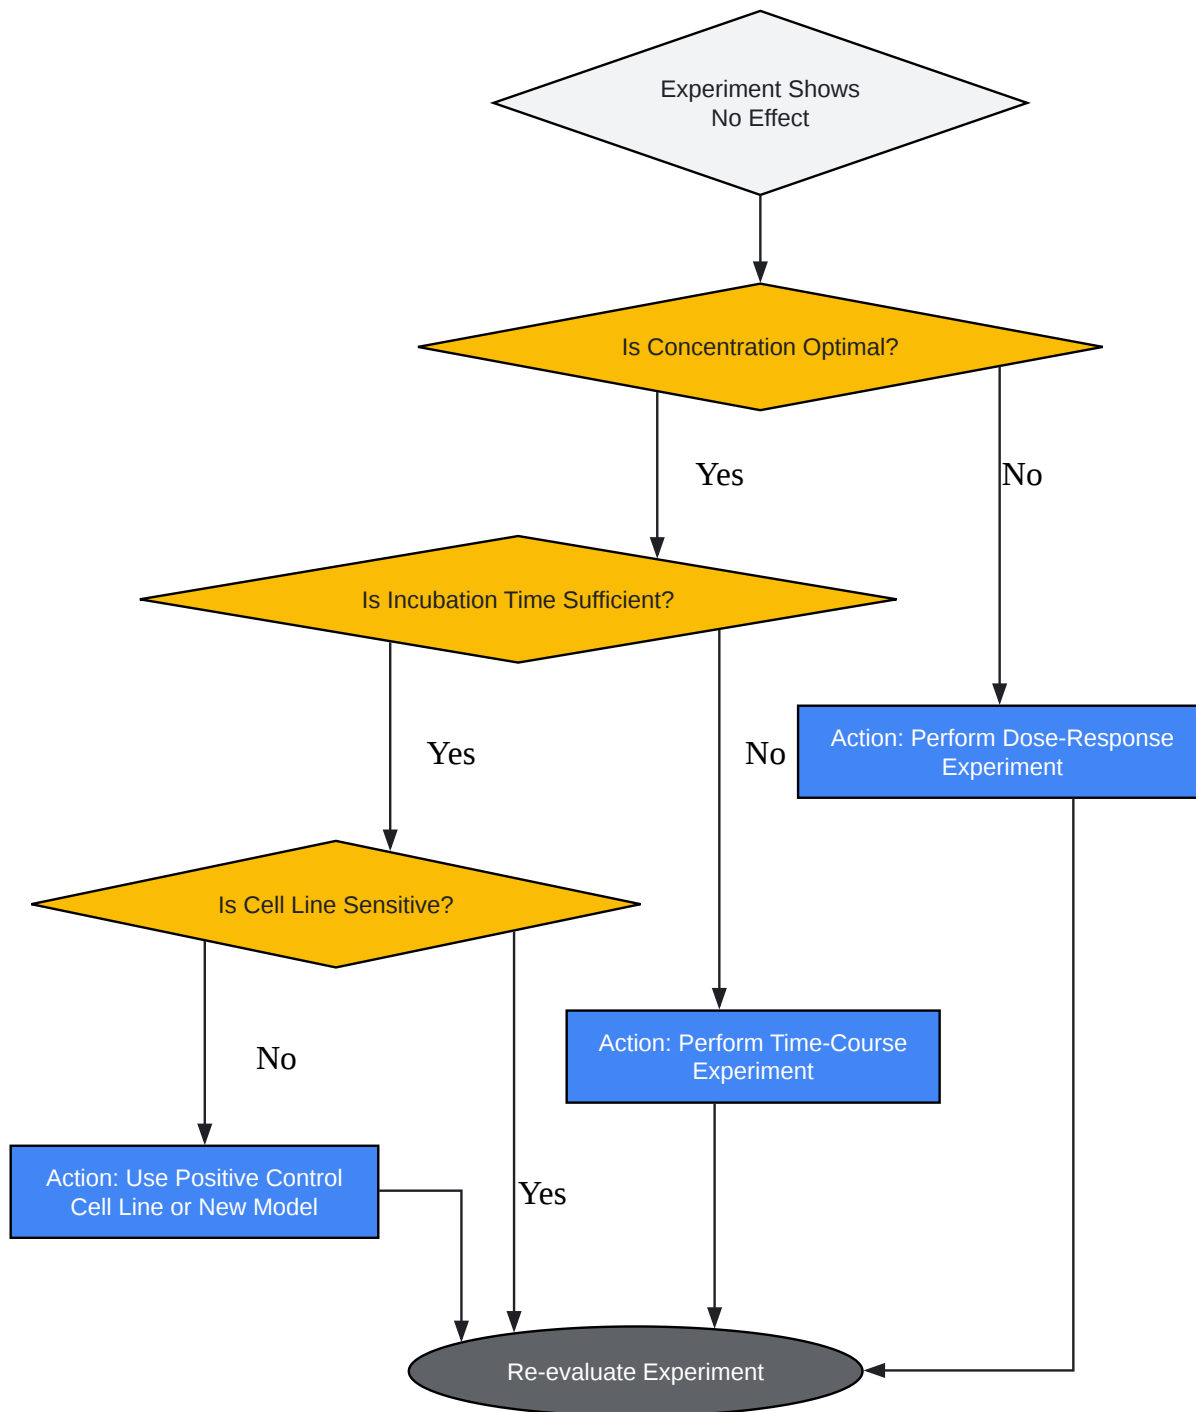 Experiment Shows
No Effect
Is Concentration Optimal?
Yes
No
Is Incubation Time Sufficient?
Action: Perform Dose-Response
Experiment
Yes
No
Is Cell Line Sensitive?
Action: Perform Time-Course
Experiment
No
Yes
Action: Use Positive Control
Cell Line or New Model
Re-evaluate Experiment